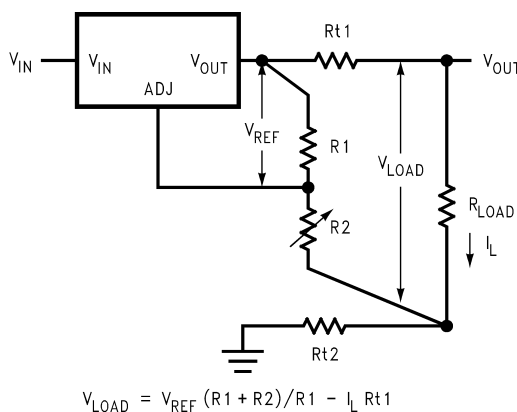 Rt1
V_IN
V_IN
V_OUT
V_OUT
ADJ
V_REF
R1
V_LOAD
R2
R_LOAD
I_L
Rt2
V_LOAD = V_REF (R1 + R2)/R1 − I_L Rt1